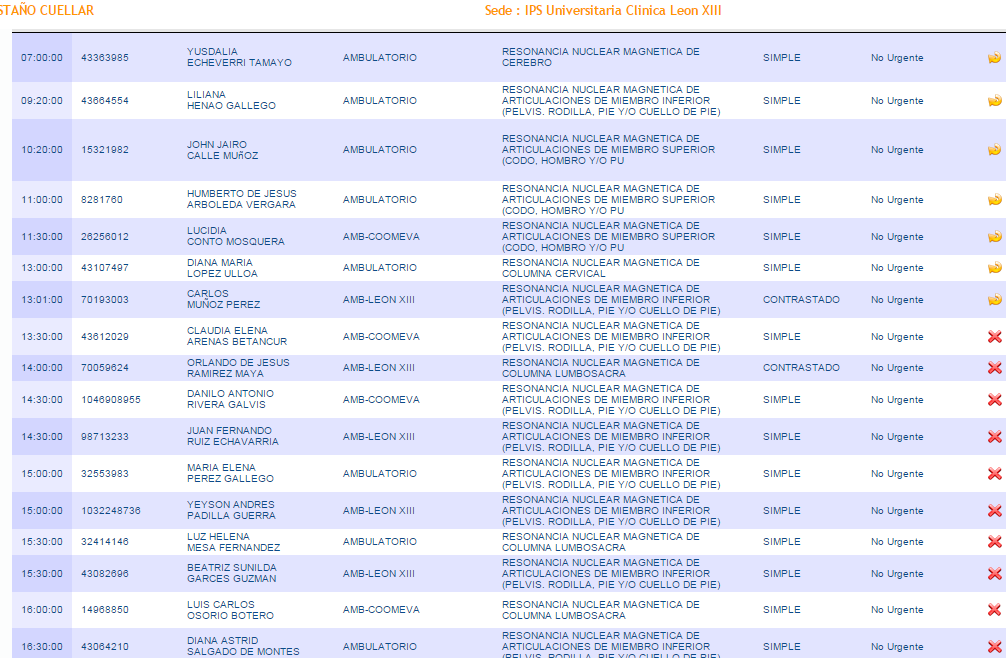 STAÑO CUELLAR Sede : IPS Universitaria Clinica Leon XIII
07:00:00 43363985 YUSDALIA ECHEVERRI TAMAYO AMBULATORIO RESONANCIA NUCLEAR MAGNETICA DE CEREBRO SIMPLE No Urgente
09:20:00 43664554 LILIANA HENAO GALLEGO AMBULATORIO RESONANCIA NUCLEAR MAGNETICA DE ARTICULACIONES DE MIEMBRO INFERIOR (PELVIS. RODILLA, PIE Y/O CUELLO DE PIE) SIMPLE No Urgente
10:20:00 15321982 JOHN JAIRO CALLE MUñOZ AMBULATORIO RESONANCIA NUCLEAR MAGNETICA DE ARTICULACIONES DE MIEMBRO SUPERIOR (CODO, HOMBRO Y/O PU SIMPLE No Urgente
11:00:00 8281760 HUMBERTO DE JESUS ARBOLEDA VERGARA AMBULATORIO RESONANCIA NUCLEAR MAGNETICA DE ARTICULACIONES DE MIEMBRO SUPERIOR (CODO, HOMBRO Y/O PU SIMPLE No Urgente
11:30:00 26256012 LUCIDIA CONTO MOSQUERA AMB-COOMEVA RESONANCIA NUCLEAR MAGNETICA DE ARTICULACIONES DE MIEMBRO SUPERIOR (CODO, HOMBRO Y/O PU SIMPLE No Urgente
13:00:00 43107497 DIANA MARIA LOPEZ ULLOA AMBULATORIO RESONANCIA NUCLEAR MAGNETICA DE COLUMNA CERVICAL SIMPLE No Urgente
13:01:00 70193003 CARLOS MUÑOZ PEREZ AMB-LEON XIII RESONANCIA NUCLEAR MAGNETICA DE ARTICULACIONES DE MIEMBRO INFERIOR (PELVIS. RODILLA, PIE Y/O CUELLO DE PIE) CONTRASTADO No Urgente
13:30:00 43612029 CLAUDIA ELENA ARENAS BETANCUR AMB-COOMEVA RESONANCIA NUCLEAR MAGNETICA DE ARTICULACIONES DE MIEMBRO INFERIOR (PELVIS. RODILLA, PIE Y/O CUELLO DE PIE) SIMPLE No Urgente
14:00:00 70059624 ORLANDO DE JESUS RAMIREZ MAYA AMB-LEON XIII RESONANCIA NUCLEAR MAGNETICA DE COLUMNA LUMBOSACRA CONTRASTADO No Urgente
14:30:00 1046908955 DANILO ANTONIO RIVERA GALVIS AMB-COOMEVA RESONANCIA NUCLEAR MAGNETICA DE ARTICULACIONES DE MIEMBRO INFERIOR (PELVIS. RODILLA, PIE Y/O CUELLO DE PIE) SIMPLE No Urgente
14:30:00 98713233 JUAN FERNANDO RUIZ ECHAVARRIA AMB-LEON XIII RESONANCIA NUCLEAR MAGNETICA DE ARTICULACIONES DE MIEMBRO INFERIOR (PELVIS. RODILLA, PIE Y/O CUELLO DE PIE) SIMPLE No Urgente
15:00:00 32553983 MARIA ELENA PEREZ GALLEGO AMBULATORIO RESONANCIA NUCLEAR MAGNETICA DE ARTICULACIONES DE MIEMBRO INFERIOR (PELVIS. RODILLA, PIE Y/O CUELLO DE PIE) SIMPLE No Urgente
15:00:00 1032248736 YEYSON ANDRES PADILLA GUERRA AMB-LEON XIII RESONANCIA NUCLEAR MAGNETICA DE ARTICULACIONES DE MIEMBRO INFERIOR (PELVIS. RODILLA, PIE Y/O CUELLO DE PIE) SIMPLE No Urgente
15:30:00 32414146 LUZ HELENA MESA FERNANDEZ AMBULATORIO RESONANCIA NUCLEAR MAGNETICA DE COLUMNA LUMBOSACRA SIMPLE No Urgente
15:30:00 43082696 BEATRIZ SUNILDA GARCES GUZMAN AMB-LEON XIII RESONANCIA NUCLEAR MAGNETICA DE ARTICULACIONES DE MIEMBRO INFERIOR (PELVIS. RODILLA, PIE Y/O CUELLO DE PIE) SIMPLE No Urgente
16:00:00 14968850 LUIS CARLOS OSORIO BOTERO AMB-COOMEVA RESONANCIA NUCLEAR MAGNETICA DE COLUMNA LUMBOSACRA SIMPLE No Urgente
16:30:00 43064210 DIANA ASTRID SALGADO DE MONTES AMBULATORIO RESONANCIA NUCLEAR MAGNETICA DE ARTICULACIONES DE MIEMBRO INFERIOR (PELVIS. RODILLA, PIE Y/O CUELLO DE PIE) SIMPLE No Urgente